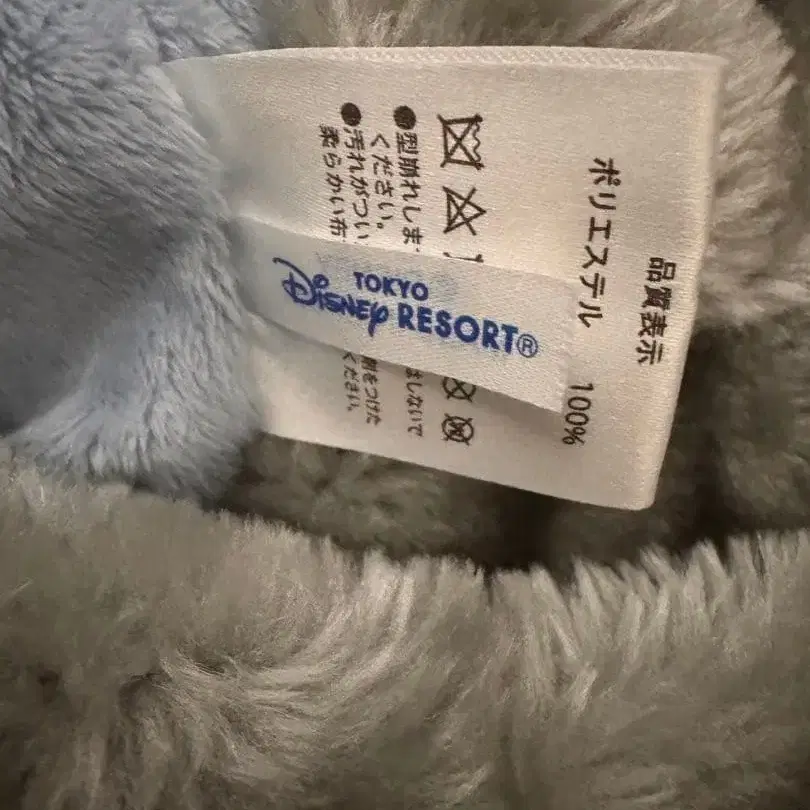 品質表示
ポリエステル 100%
●型崩れしま
はしないで
ください。
●汚れがつい
剤をつけた
柔らかい布
ください。
TOKYO
Disney RESORT®